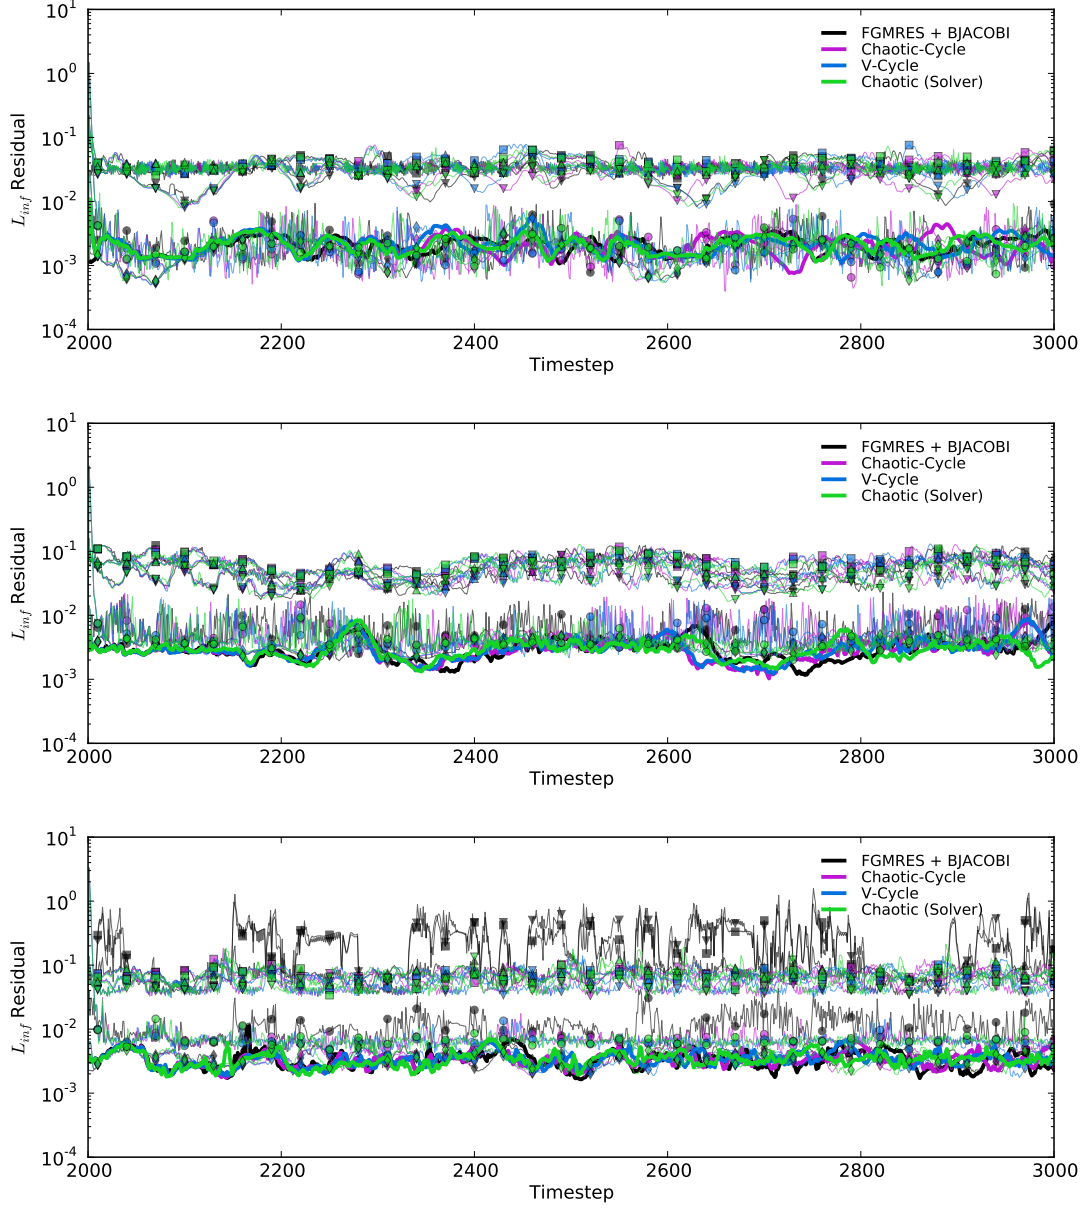 10^1
10^0
10^-1
10^-2
10^-3
10^-4
L_inf Residual
FGMRES + BJACOBI
Chaotic-Cycle
V-Cycle
Chaotic (Solver)
2000 2200 2400 2600 2800 3000
Timestep
10^1
10^0
10^-1
10^-2
10^-3
10^-4
L_inf Residual
FGMRES + BJACOBI
Chaotic-Cycle
V-Cycle
Chaotic (Solver)
2000 2200 2400 2600 2800 3000
Timestep
10^1
10^0
10^-1
10^-2
10^-3
10^-4
L_inf Residual
FGMRES + BJACOBI
Chaotic-Cycle
V-Cycle
Chaotic (Solver)
2000 2200 2400 2600 2800 3000
Timestep